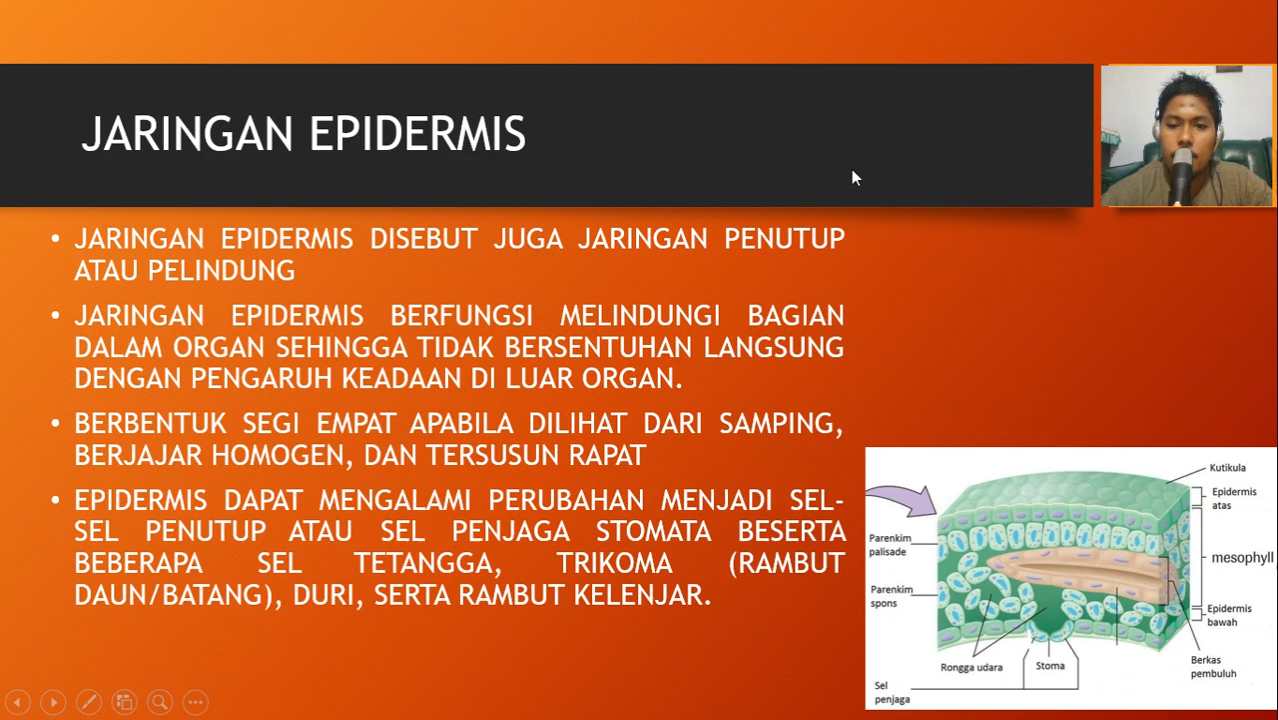 JARINGAN EPIDERMIS
• JARINGAN EPIDERMIS DISEBUT JUGA JARINGAN PENUTUP
ATAU PELINDUNG
• JARINGAN EPIDERMIS BERFUNGSI MELINDUNGI BAGIAN
DALAM ORGAN SEHINGGA TIDAK BERSENTUHAN LANGSUNG
DENGAN PENGARUH KEADAAN DI LUAR ORGAN.
• BERBENTUK SEGI EMPAT APABILA DILIHAT DARI SAMPING,
BERJAJAR HOMOGEN, DAN TERSUSUN RAPAT
• EPIDERMIS DAPAT MENGALAMI PERUBAHAN MENJADI SEL-
SEL PENUTUP ATAU SEL PENJAGA STOMATA BESERTA
BEBERAPA SEL TETANGGA, TRIKOMA (RAMBUT
DAUN/BATANG), DURI, SERTA RAMBUT KELENJAR.
Kutikula
Epidermis
atas
Parenkim
palisade
mesophyll
Parenkim
spons
Epidermis
bawah
Rongga udara
Stoma
Berkas
pembuluh
Sel
penjaga